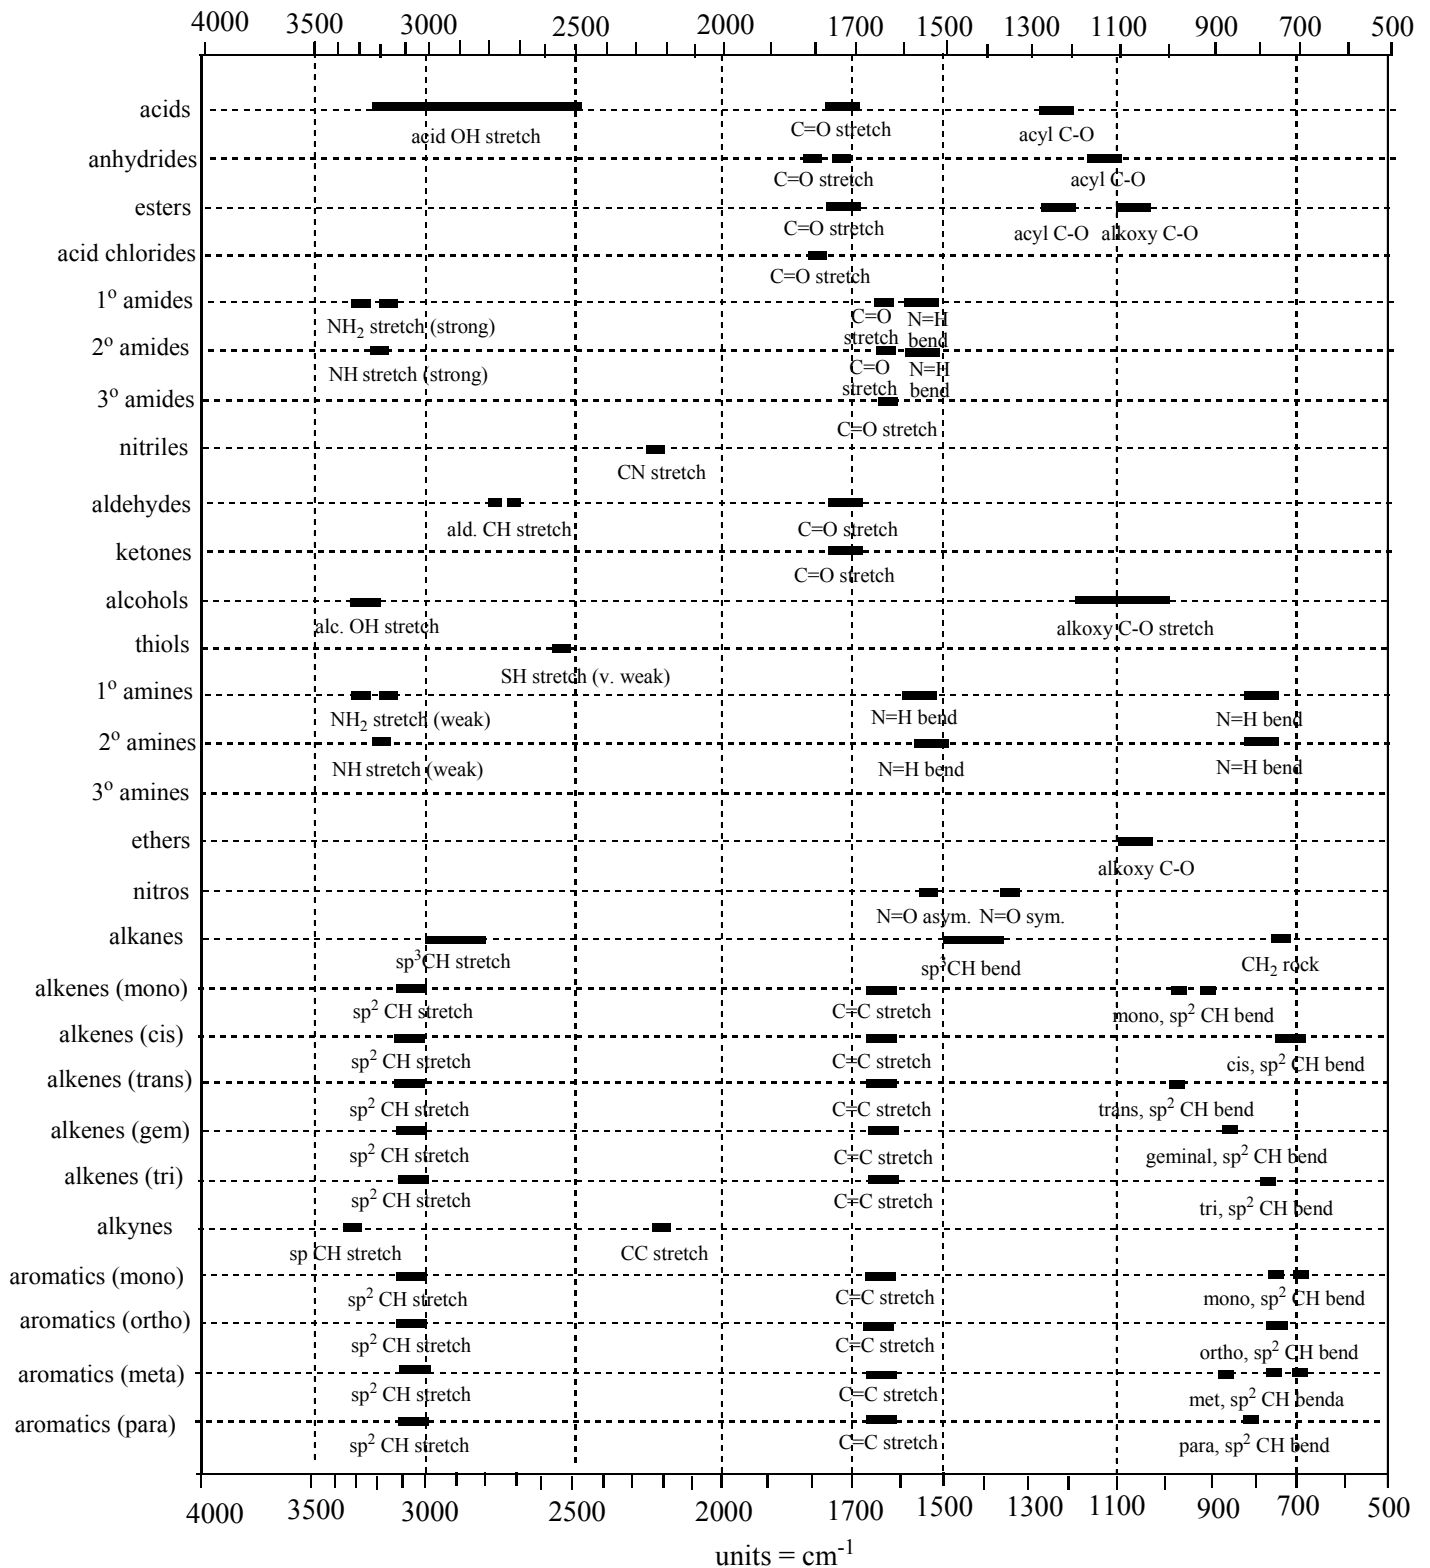 4000 3500 3000 2500 2000 1700 1500 1300 1100 900 700 500
acids
acid OH stretch C=O stretch acyl C-O
anhydrides
C=O stretch acyl C-O
esters
C=O stretch acyl C-O alkoxy C-O
acid chlorides
C=O stretch
1o amides
NH2 stretch (strong) C=O stretch N=H bend
2o amides
NH stretch (strong) C=O stretch N=H bend
3o amides
C=O stretch
nitriles
CN stretch
aldehydes
ald. CH stretch C=O stretch
ketones
C=O stretch
alcohols
alc. OH stretch alkoxy C-O stretch
thiols
SH stretch (v. weak)
1o amines
NH2 stretch (weak) N=H bend N=H bend
2o amines
NH stretch (weak) N=H bend N=H bend
3o amines
ethers
alkoxy C-O
nitros
N=O asym. N=O sym.
alkanes
sp3 CH stretch sp3 CH bend CH2 rock
alkenes (mono)
sp2 CH stretch C=C stretch mono, sp2 CH bend
alkenes (cis)
sp2 CH stretch C=C stretch cis, sp2 CH bend
alkenes (trans)
sp2 CH stretch C=C stretch trans, sp2 CH bend
alkenes (gem)
sp2 CH stretch C=C stretch geminal, sp2 CH bend
alkenes (tri)
sp2 CH stretch C=C stretch tri, sp2 CH bend
alkynes
sp CH stretch CC stretch
aromatics (mono)
sp2 CH stretch C=C stretch mono, sp2 CH bend
aromatics (ortho)
sp2 CH stretch C=C stretch ortho, sp2 CH bend
aromatics (meta)
sp2 CH stretch C=C stretch met, sp2 CH benda
aromatics (para)
sp2 CH stretch C=C stretch para, sp2 CH bend
4000 3500 3000 2500 2000 1700 1500 1300 1100 900 700 500
units = cm-1